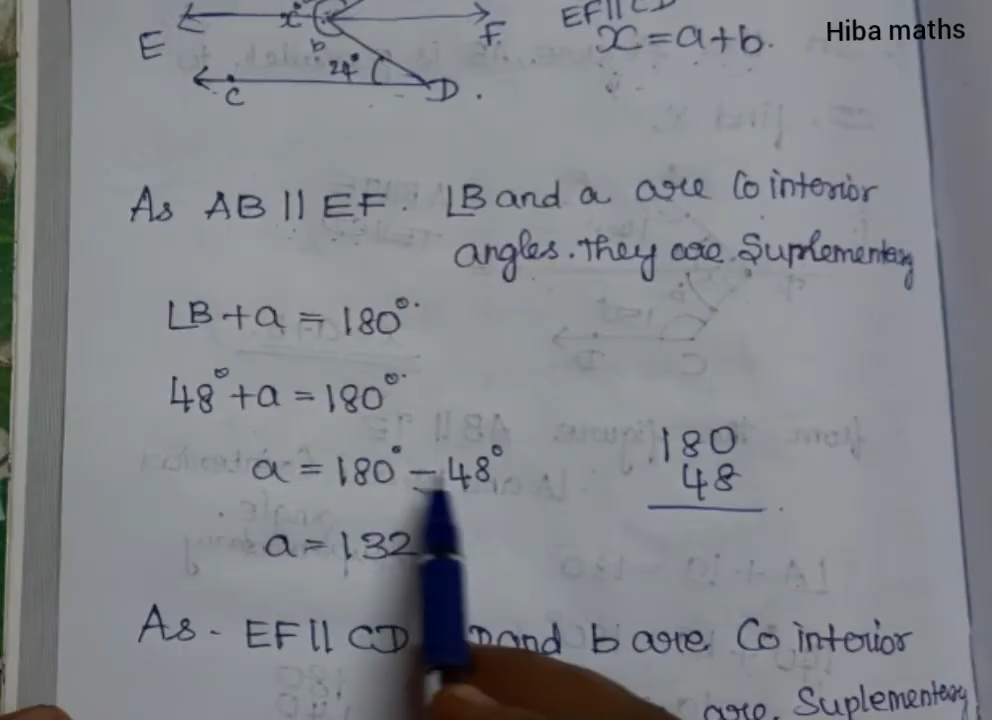 EF || CD
Hiba maths
x = a + b.
E
x°
F
b
24°
C
D.
As AB || EF. ∠B and a are Co interior
angles. They are Suplementary
∠B + a = 180°.
48° + a = 180°.
a = 180° - 48°
180
48
a = 132
As - EF || CD and b are Co interior
are. Suplementary